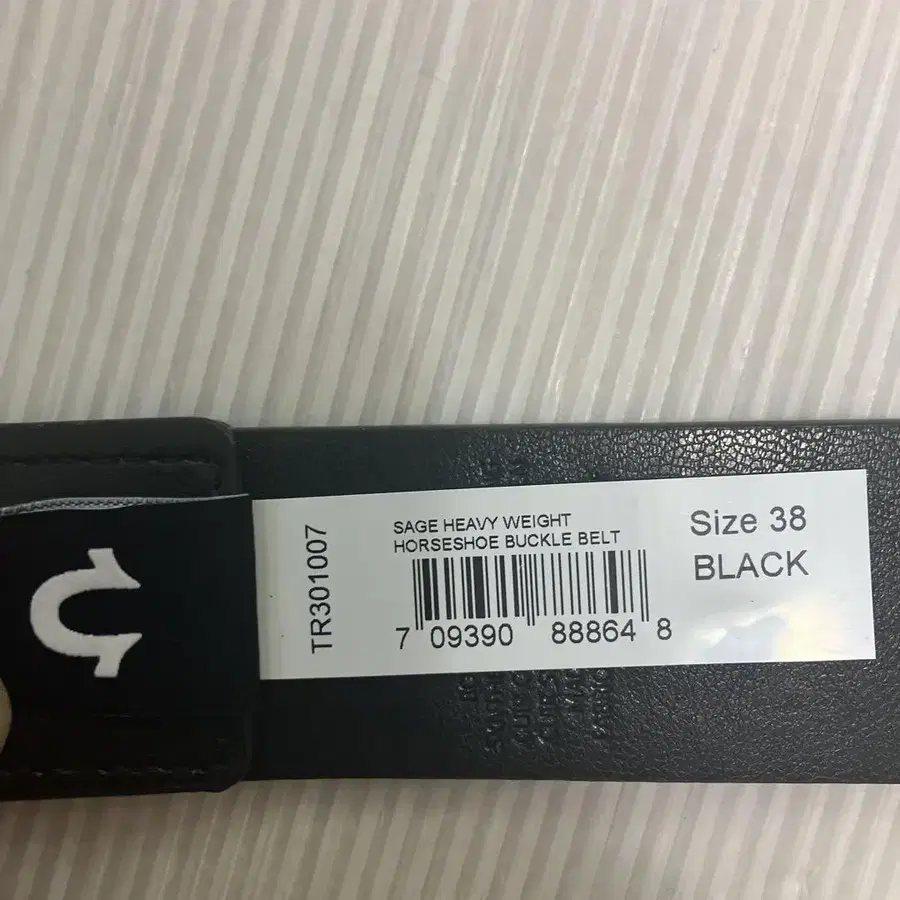 TR301007
SAGE HEAVY WEIGHT
HORSESHOE BUCKLE BELT
7 09390 88864 8
Size 38
BLACK